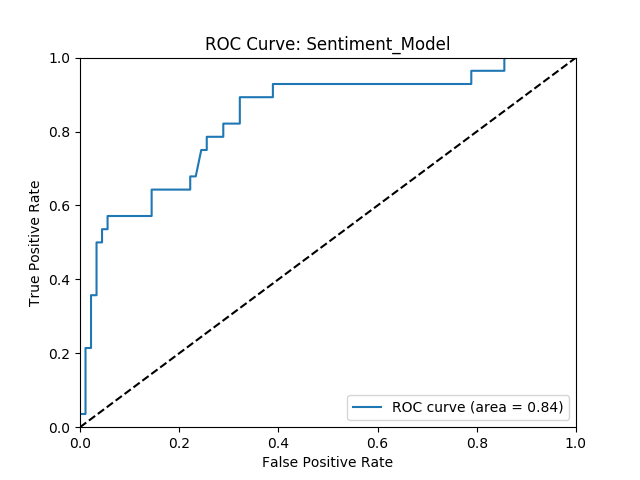 ROC Curve: Sentiment_Model
1.0
0.8
0.6
0.4
0.2
0.0
True Positive Rate
ROC curve (area = 0.84)
0.0 0.2 0.4 0.6 0.8 1.0
False Positive Rate